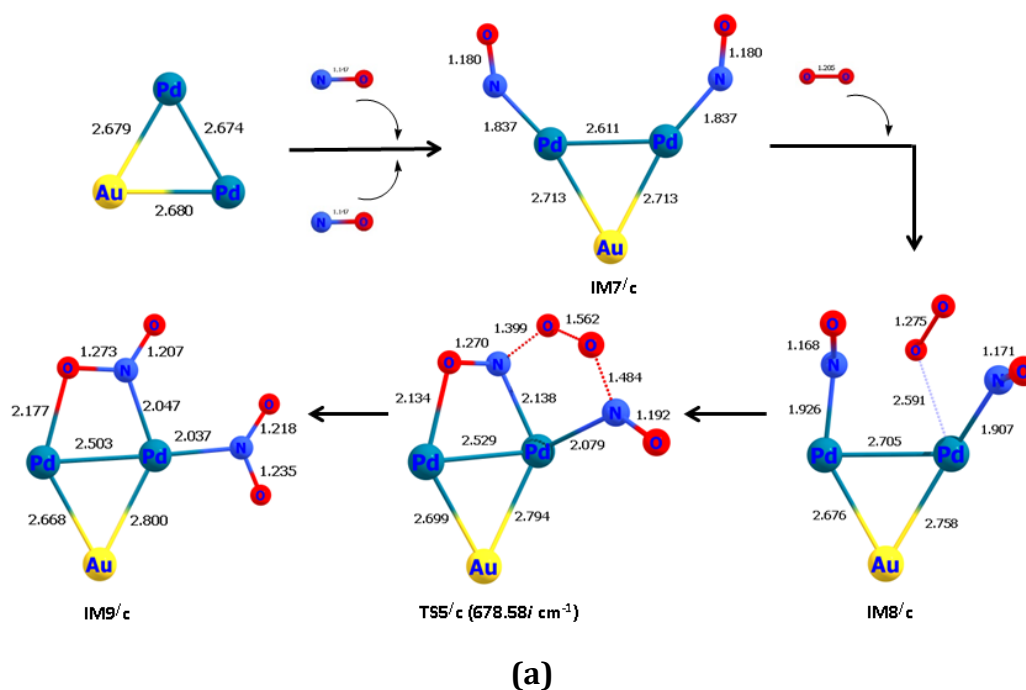 Pd
2.679
2.674
Au
Pd
2.680
N 1.147 O
N 1.147 O
O
O
1.180
1.180
N
N
1.837
1.837
Pd
2.611
Pd
2.713
2.713
Au
IM7/c
O 1.205 O
O
1.273
1.207
O
N
O
2.177
2.047
1.218
2.503
2.037
N
Pd
Pd
1.235
O
2.668
2.800
Au
IM9/c
1.562
1.399
O
O
1.270
O
N
1.484
2.134
2.138
N
1.192
2.529
O
Pd
Pd
2.079
2.699
2.794
Au
TS5/c (678.58i cm-1)
O
1.275
O
1.168
O
1.171
N
N
O
2.591
1.926
1.907
2.705
Pd
Pd
2.676
2.758
Au
IM8/c
(a)